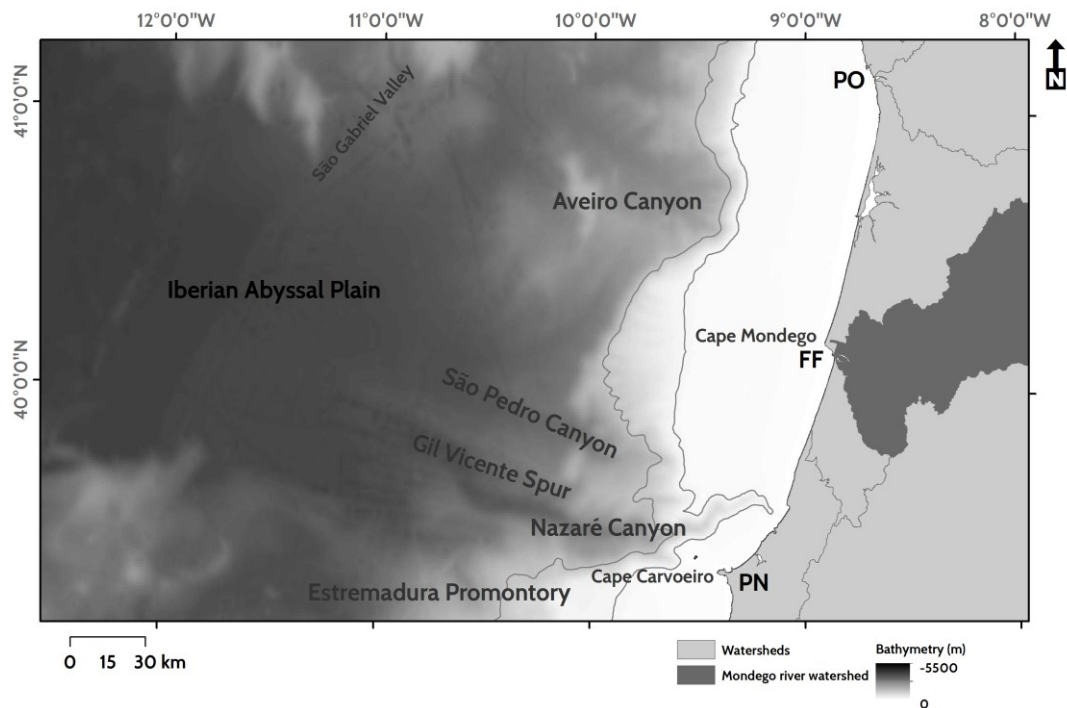 12°0'0"W
11°0'0"W
10°0'0"W
9°0'0"W
8°0'0"W
N
PO
41°0'0"N
São Gabriel Valley
Aveiro Canyon
Iberian Abyssal Plain
Cape Mondego
FF
40°0'0"N
São Pedro Canyon
Gil Vicente Spur
Nazaré Canyon
Cape Carvoeiro
PN
Estremadura Promontory
0 15 30 km
Watersheds
Mondego river watershed
Bathymetry (m)
-5500
0